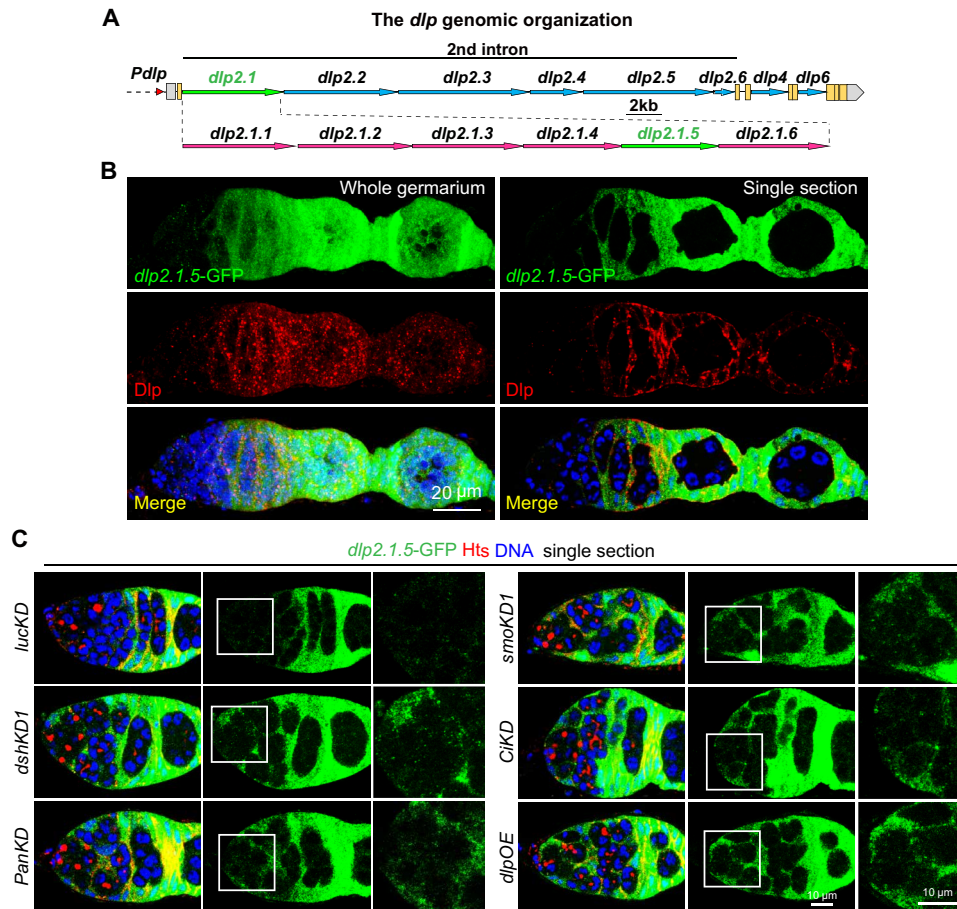 A
The dlp genomic organization
2nd intron
Pdlp dlp2.1 dlp2.2 dlp2.3 dlp2.4 dlp2.5 dlp2.6 dlp4 dlp6
2kb
dlp2.1.1 dlp2.1.2 dlp2.1.3 dlp2.1.4 dlp2.1.5 dlp2.1.6
B
Whole germarium Single section
dlp2.1.5-GFP dlp2.1.5-GFP
Dlp Dlp
Merge 20 μm Merge
C
dlp2.1.5-GFP Hts DNA single section
lucKD smoKD1
dshKD1 CiKD
PanKD dlpOE
10 μm 10 μm